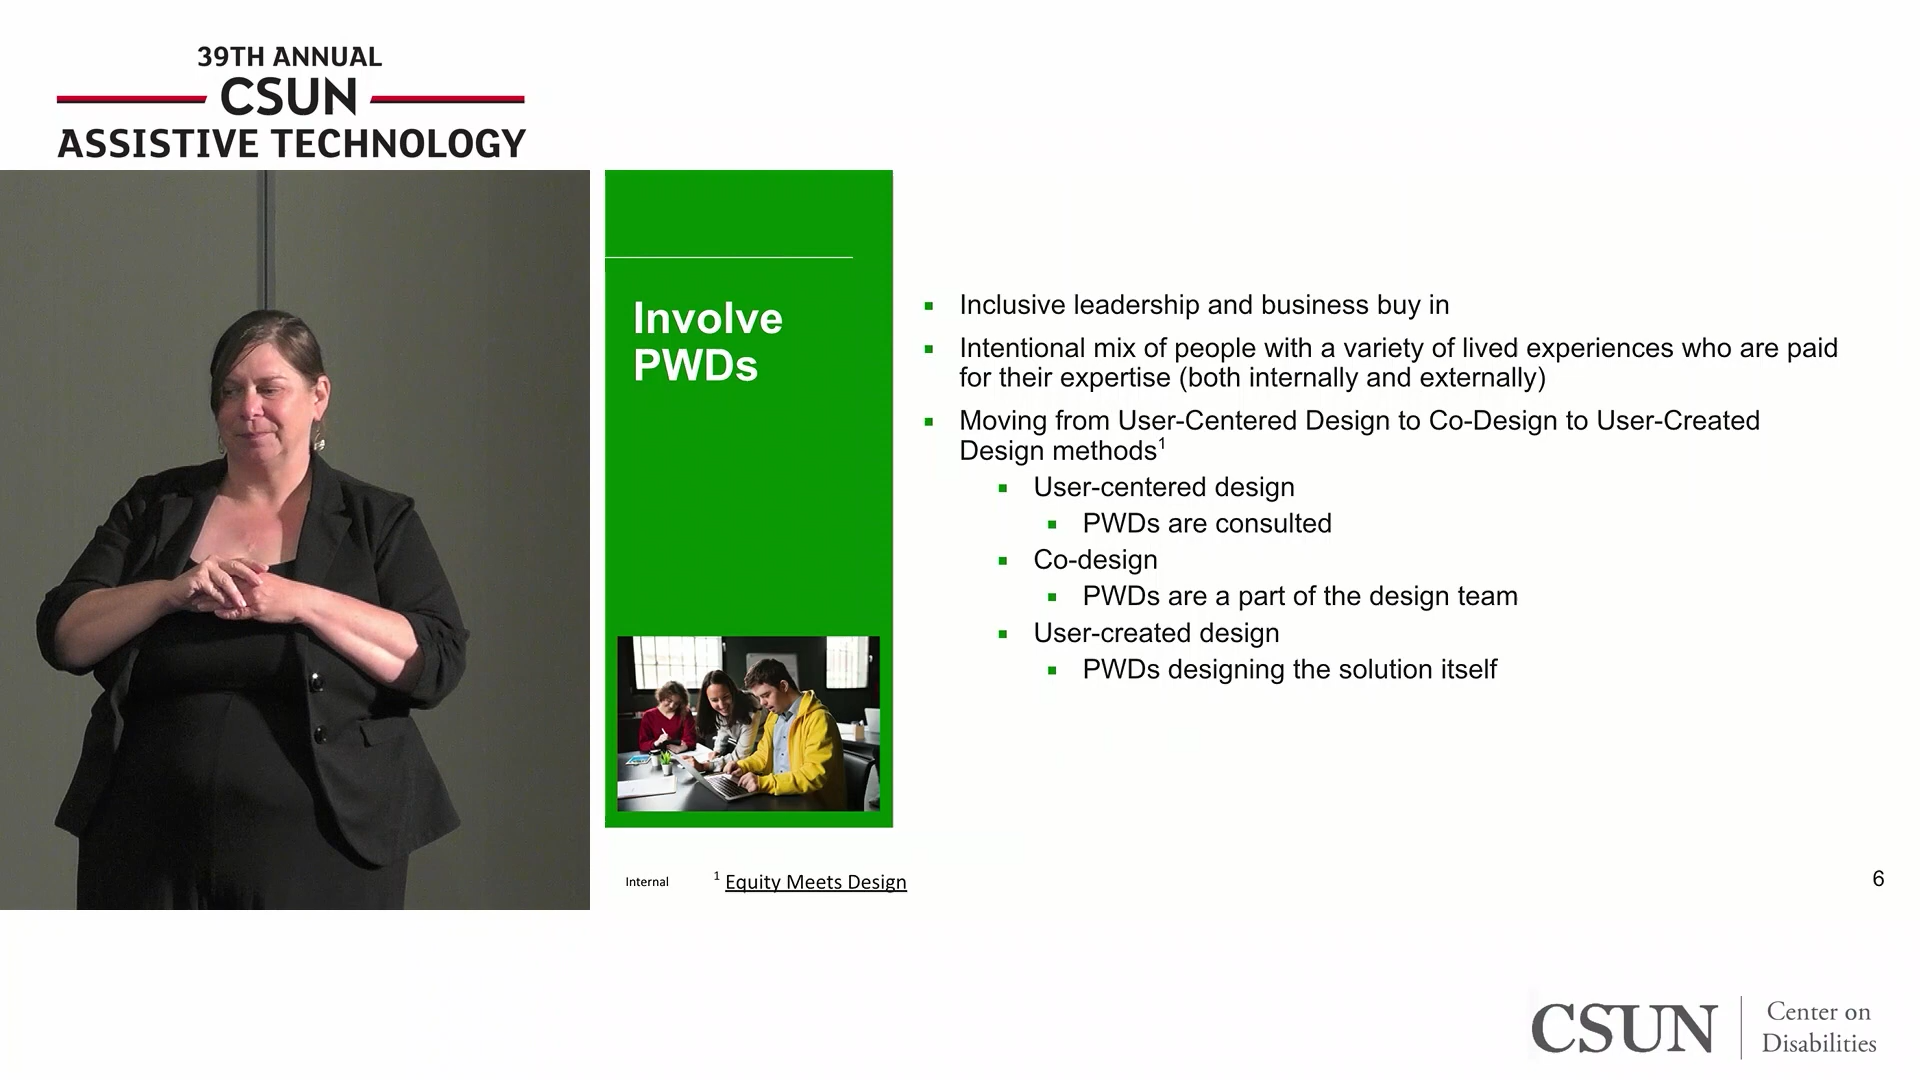 39TH ANNUAL
CSUN
ASSISTIVE TECHNOLOGY
Involve
PWDs
Inclusive leadership and business buy in
Intentional mix of people with a variety of lived experiences who are paid
for their expertise (both internally and externally)
Moving from User-Centered Design to Co-Design to User-Created
Design methods¹
User-centered design
PWDs are consulted
Co-design
PWDs are a part of the design team
User-created design
PWDs designing the solution itself
Internal
¹ Equity Meets Design
6
CSUN
Center on
Disabilities